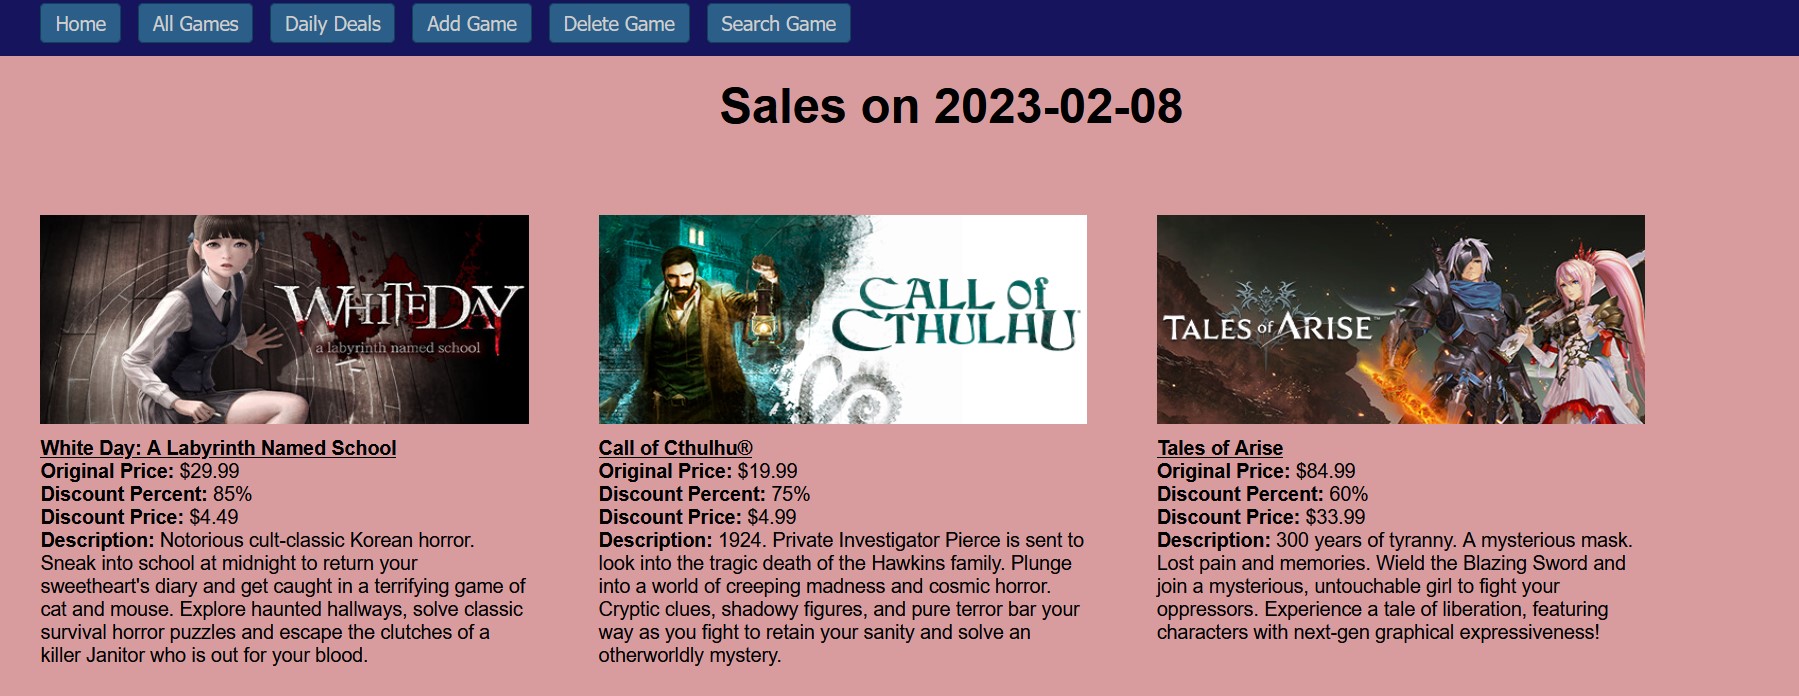 Home All Games Daily Deals Add Game Delete Game Search Game
Sales on 2023-02-08
WHITEDAY
a labyrinth named school
White Day: A Labyrinth Named School
Original Price: $29.99
Discount Percent: 85%
Discount Price: $4.49
Description: Notorious cult-classic Korean horror.
Sneak into school at midnight to return your
sweetheart's diary and get caught in a terrifying game of
cat and mouse. Explore haunted hallways, solve classic
survival horror puzzles and escape the clutches of a
killer Janitor who is out for your blood.
CALL of
CTHULHU
Call of Cthulhu®
Original Price: $19.99
Discount Percent: 75%
Discount Price: $4.99
Description: 1924. Private Investigator Pierce is sent to
look into the tragic death of the Hawkins family. Plunge
into a world of creeping madness and cosmic horror.
Cryptic clues, shadowy figures, and pure terror bar your
way as you fight to retain your sanity and solve an
otherworldly mystery.
TALES of ARISE™
Tales of Arise
Original Price: $84.99
Discount Percent: 60%
Discount Price: $33.99
Description: 300 years of tyranny. A mysterious mask.
Lost pain and memories. Wield the Blazing Sword and
join a mysterious, untouchable girl to fight your
oppressors. Experience a tale of liberation, featuring
characters with next-gen graphical expressiveness!